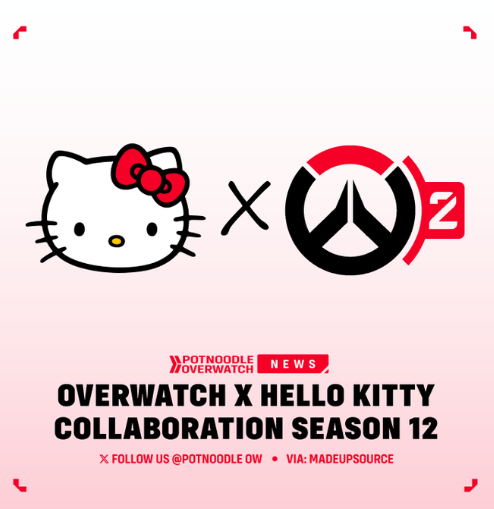 X
2
POTNOODLE
OVERWATCH NEWS
OVERWATCH X HELLO KITTY
COLLABORATION SEASON 12
X FOLLOW US @POTNOODLE OW • VIA: MADEUPSOURCE